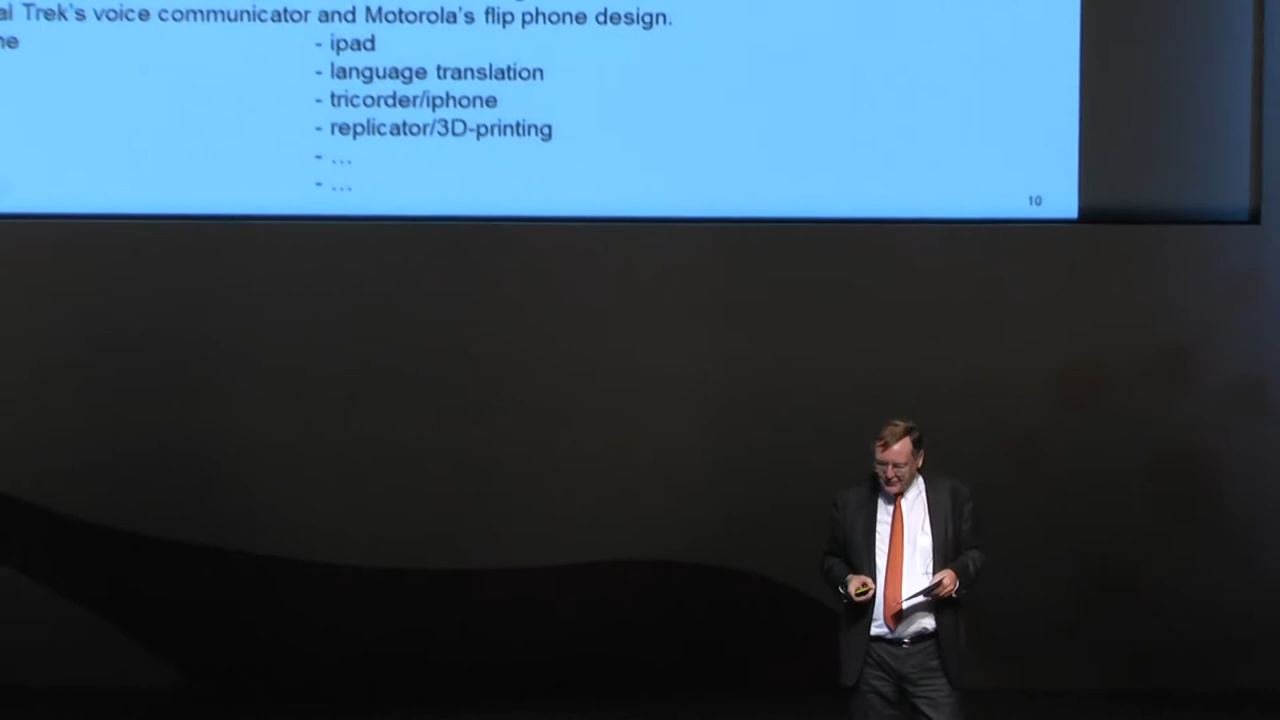 al Trek's voice communicator and Motorola's flip phone design.
ne
- ipad
- language translation
- tricorder/iphone
- replicator/3D-printing
- ...
- ...
10